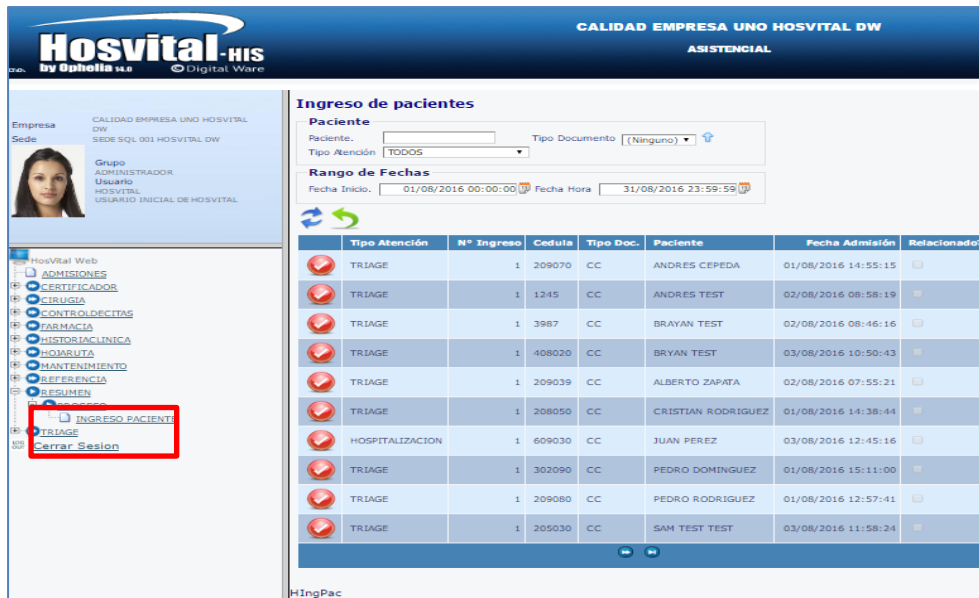 Hosvital-HIS
by Ophelia 14.0 ©Digital Ware
CALIDAD EMPRESA UNO HOSVITAL DW
ASISTENCIAL
Empresa CALIDAD EMPRESA UNO HOSVITAL DW
Sede SEDE SQL 001 HOSVITAL DW
Grupo
ADMINISTRADOR
Usuario
HOSVITAL
USUARIO INICIAL DE HOSVITAL
HosVital Web
ADMISIONES
CERTIFICADOR
CIRUGIA
CONTROLDECITAS
FARMACIA
HISTORIACLINICA
HOJARUTA
MANTENIMIENTO
REFERENCIA
RESUMEN
INGRESO PACIENTE
TRIAGE
LOG OUT Cerrar Sesion
Ingreso de pacientes
Paciente
Paciente. Tipo Documento (Ninguno)
Tipo Atención TODOS
Rango de Fechas
Fecha Inicio. 01/08/2016 00:00:00 Fecha Hora 31/08/2016 23:59:59
Tipo Atención Nº Ingreso Cedula Tipo Doc. Paciente Fecha Admisión Relacionado?
TRIAGE 1 209070 CC ANDRES CEPEDA 01/08/2016 14:55:15
TRIAGE 1 1245 CC ANDRES TEST 02/08/2016 08:58:19
TRIAGE 1 3987 CC BRAYAN TEST 02/08/2016 08:46:16
TRIAGE 1 408020 CC BRYAN TEST 03/08/2016 10:50:43
TRIAGE 1 209039 CC ALBERTO ZAPATA 02/08/2016 07:55:21
TRIAGE 1 208050 CC CRISTIAN RODRIGUEZ 01/08/2016 14:38:44
HOSPITALIZACION 1 609030 CC JUAN PEREZ 03/08/2016 12:45:16
TRIAGE 1 302090 CC PEDRO DOMINGUEZ 01/08/2016 15:11:00
TRIAGE 1 209080 CC PEDRO RODRIGUEZ 01/08/2016 12:57:41
TRIAGE 1 205030 CC SAM TEST TEST 03/08/2016 11:58:24
HIngPac